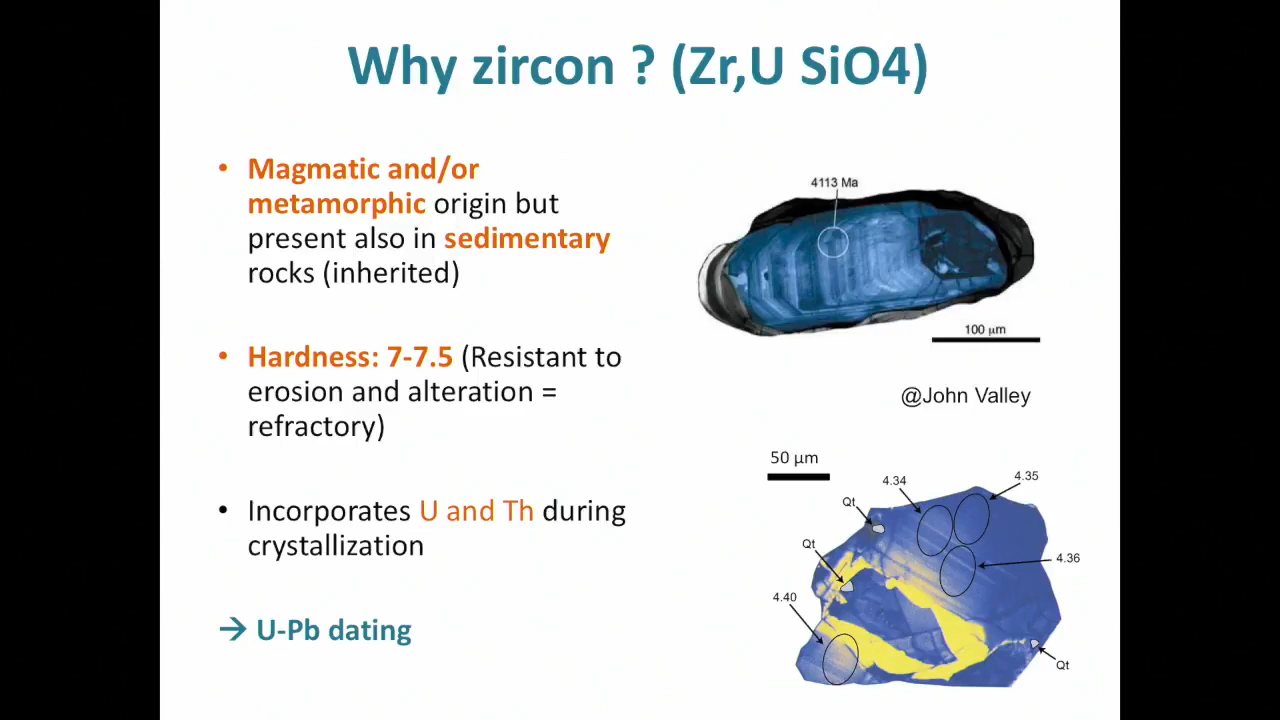 Why zircon ? (Zr,U SiO4)
• Magmatic and/or
metamorphic origin but
present also in sedimentary
rocks (inherited)
• Hardness: 7-7.5 (Resistant to
erosion and alteration =
refractory)
• Incorporates U and Th during
crystallization
→ U-Pb dating
4113 Ma
100 µm
@John Valley
50 µm
4.34
4.35
Qt
Qt
4.36
4.40
Qt